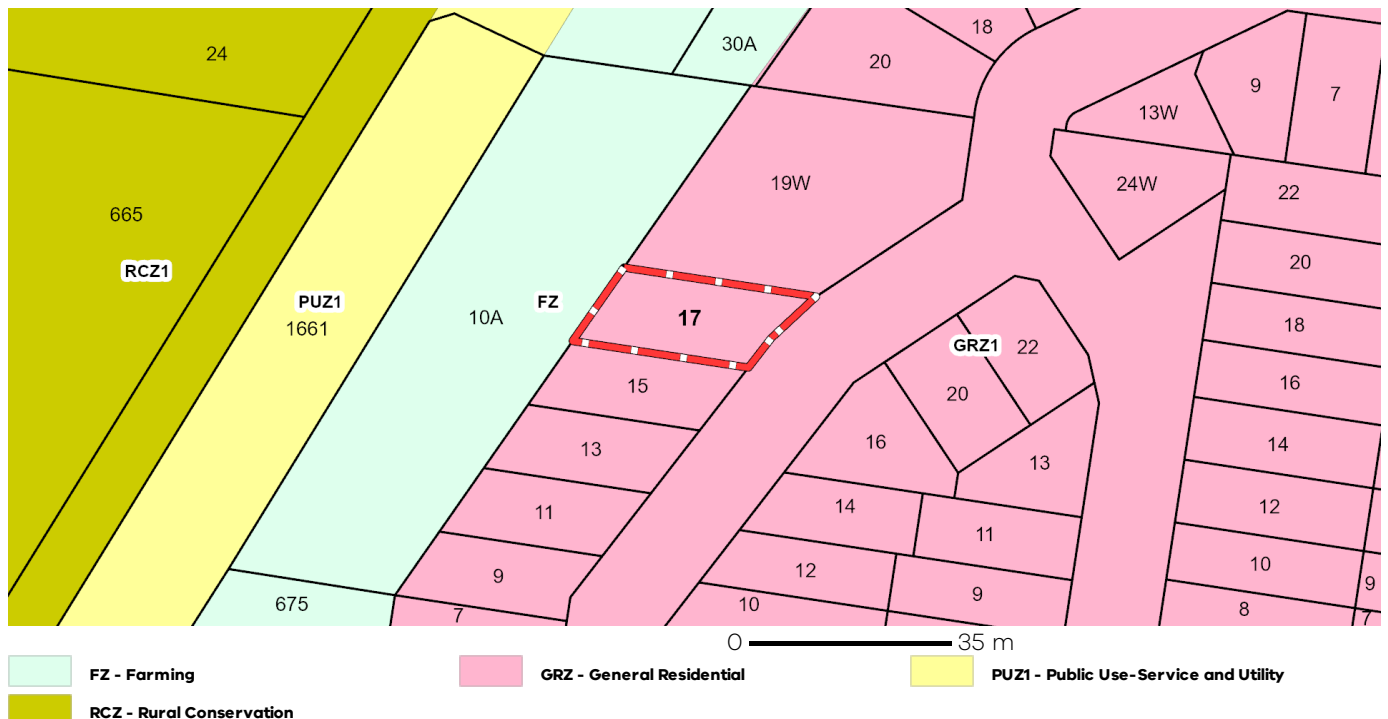 18
30A
24
20
9
7
13W
19W
24W
22
665
20
RCZ1
PUZ1
FZ
10A
17
18
1661
GRZ1
22
15
16
20
16
13
13
14
11
14
12
11
12
10
9
9
9
675
10
8
7
7
0 35 m
FZ - Farming
GRZ - General Residential
PUZ1 - Public Use-Service and Utility
RCZ - Rural Conservation